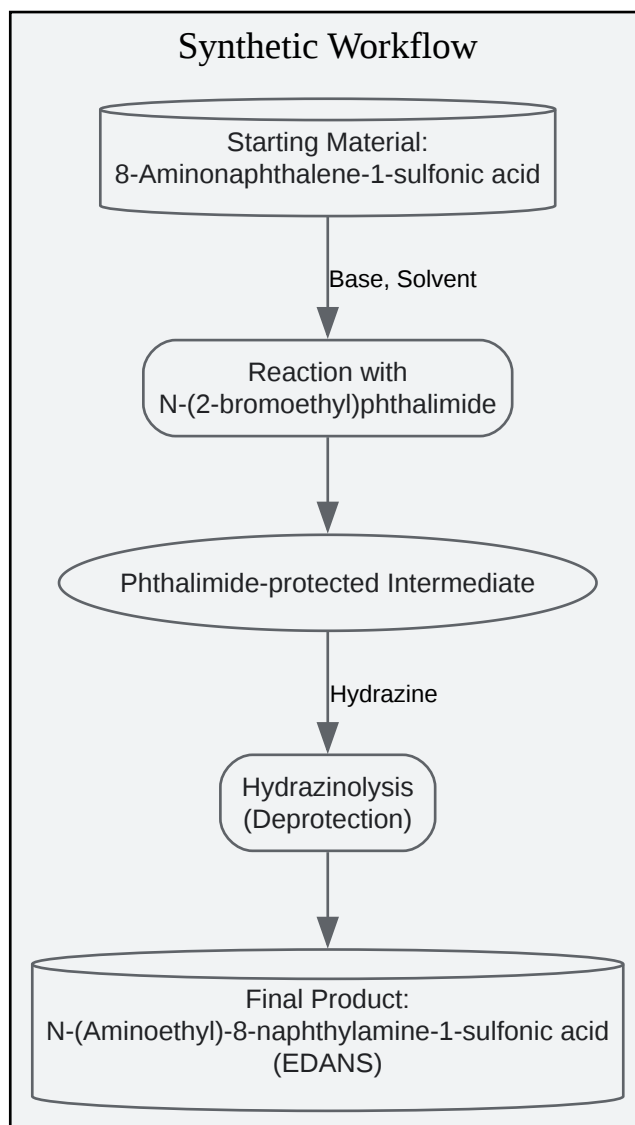 Synthetic Workflow
Starting Material:
8-Aminonaphthalene-1-sulfonic acid
Base, Solvent
Reaction with
N-(2-bromoethyl)phthalimide
Phthalimide-protected Intermediate
Hydrazine
Hydrazinolysis
(Deprotection)
Final Product:
N-(Aminoethyl)-8-naphthylamine-1-sulfonic acid
(EDANS)